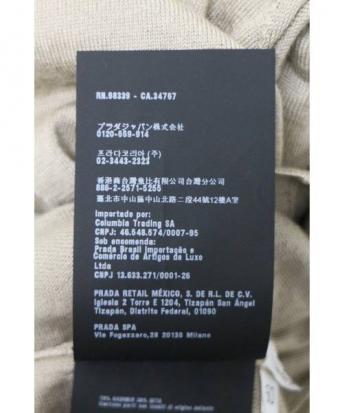 RN.98339 - CA.34767
プラダジャパン株式会社
0120-959-914
프라다코리아 (주)
02-3443-2323
香港商台灣普比有限公司台灣分公司
886-2-2571-5255
臺北市中山區中山北路二段44號12樓A室
Importado por:
Columbia Trading SA
CNPJ: 46.548.574/0007-95
Sob encomenda:
Prada Brasil Importação e
Comércio de Artigos de Luxo
Ltda
CNPJ 13.633.271/0001-26
PRADA RETAIL MÉXICO, S. DE R.L. DE C.V.
Iglesia 2 Torre E 1204, Tizapán San Ángel
Tizapán, Distrito Federal, 01090
PRADA SPA
Via Fogazzaro,28 20135 Milano